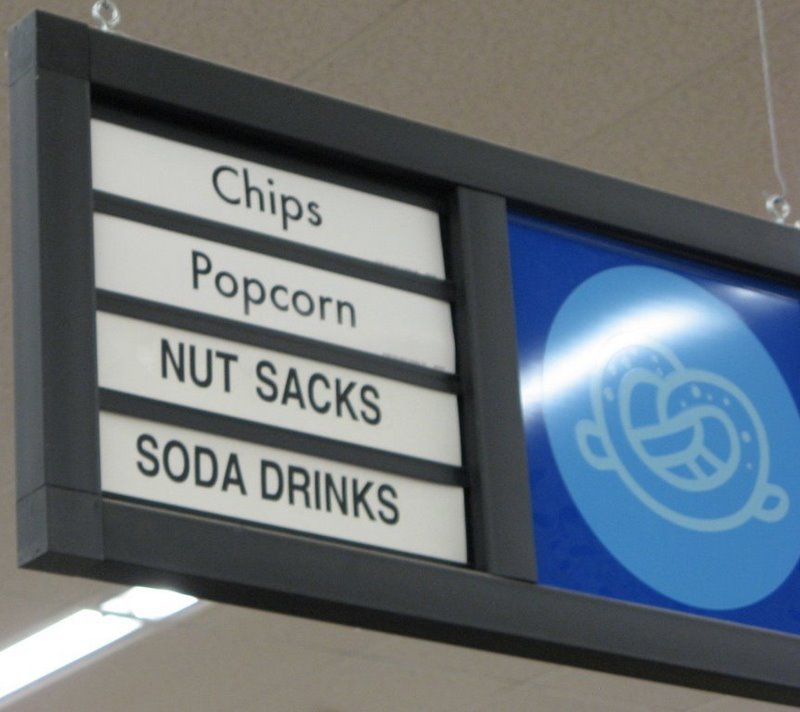 Chips
Popcorn
NUT SACKS
SODA DRINKS